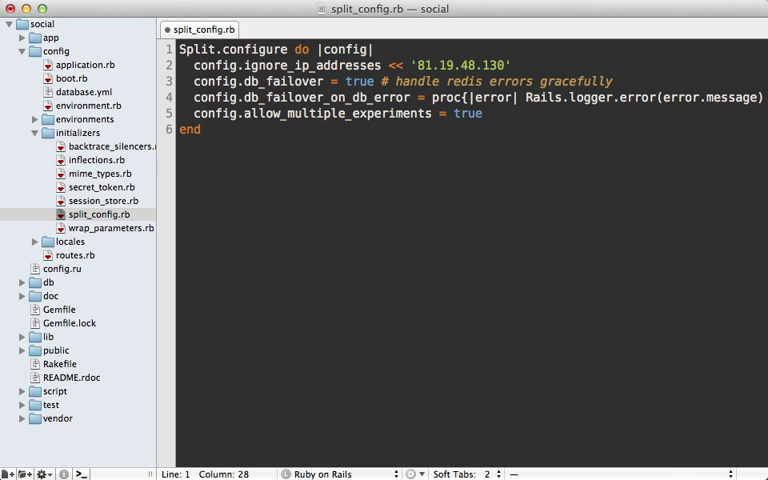 split_config.rb — social
social
split_config.rb
app
config
application.rb
boot.rb
database.yml
environment.rb
environments
initializers
backtrace_silencers.r
inflections.rb
mime_types.rb
secret_token.rb
session_store.rb
split_config.rb
wrap_parameters.rb
locales
routes.rb
config.ru
db
doc
Gemfile
Gemfile.lock
lib
public
Rakefile
README.rdoc
script
test
vendor
1 Split.configure do |config|
2 config.ignore_ip_addresses << '81.19.48.130'
3 config.db_failover = true # handle redis errors gracefully
4 config.db_failover_on_db_error = proc{|error| Rails.logger.error(error.message)
5 config.allow_multiple_experiments = true
6 end
Line: 1 Column: 28 Ruby on Rails Soft Tabs: 2 —